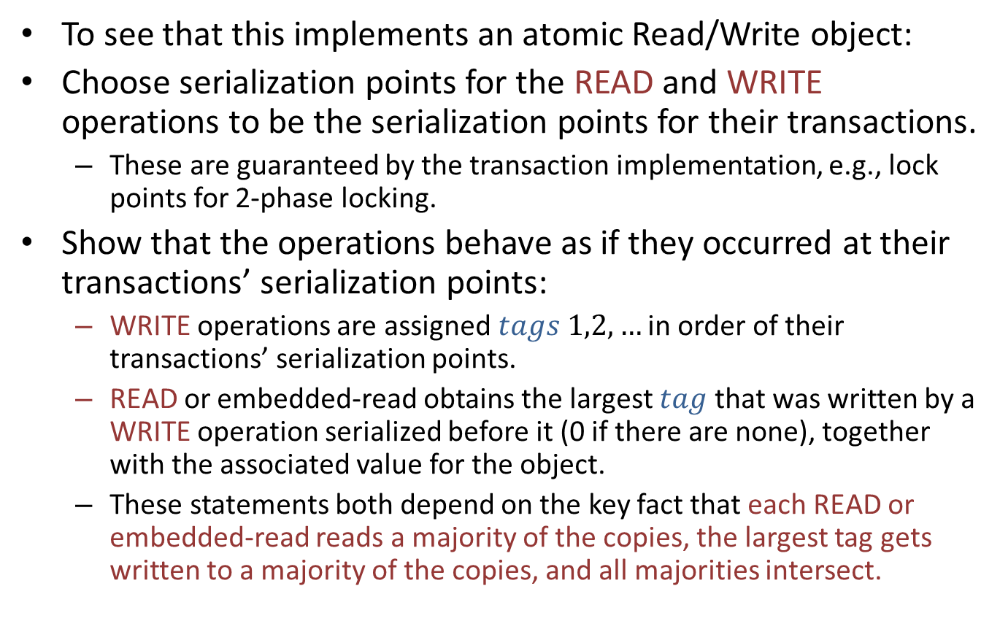 • To see that this implements an atomic Read/Write object:
• Choose serialization points for the READ and WRITE
operations to be the serialization points for their transactions.
– These are guaranteed by the transaction implementation, e.g., lock
points for 2-phase locking.
• Show that the operations behave as if they occurred at their
transactions’ serialization points:
– WRITE operations are assigned tags 1,2, … in order of their
transactions’ serialization points.
– READ or embedded-read obtains the largest tag that was written by a
WRITE operation serialized before it (0 if there are none), together
with the associated value for the object.
– These statements both depend on the key fact that each READ or
embedded-read reads a majority of the copies, the largest tag gets
written to a majority of the copies, and all majorities intersect.